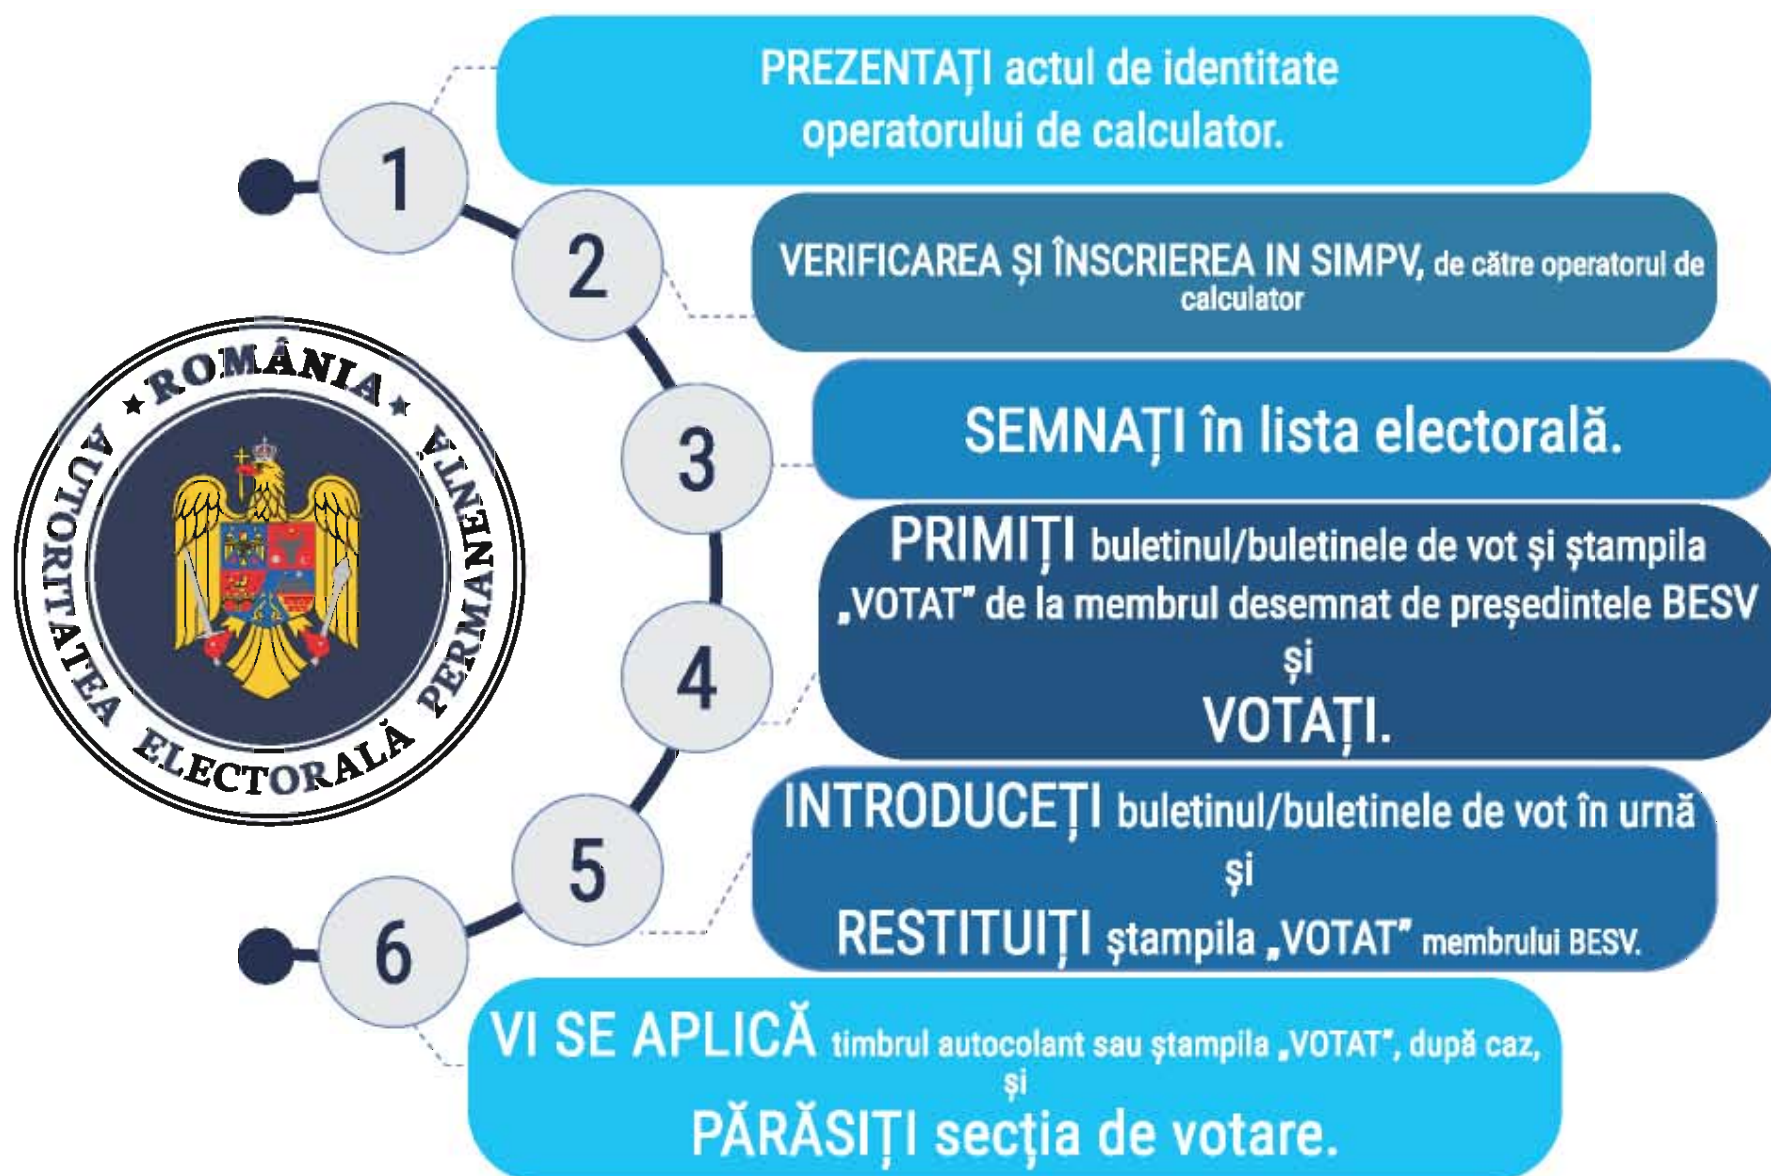 1
PREZENTAȚI actul de identitate
operatorului de calculator.
2
VERIFICAREA ȘI ÎNSCRIEREA IN SIMPV, de către operatorul de
calculator
3
SEMNAȚI în lista electorală.
4
PRIMIȚI buletinul/buletinele de vot și ștampila
„VOTAT” de la membrul desemnat de președintele BESV
și
VOTAȚI.
5
INTRODUCEȚI buletinul/buletinele de vot în urnă
și
RESTITUIȚI ștampila „VOTAT” membrului BESV.
6
VI SE APLICĂ timbrul autocolant sau ștampila „VOTAT”, după caz,
și
PĂRĂSIȚI secția de votare.
★ ROMÂNIA ★
AUTORITATEA ELECTORALĂ PERMANENTĂ